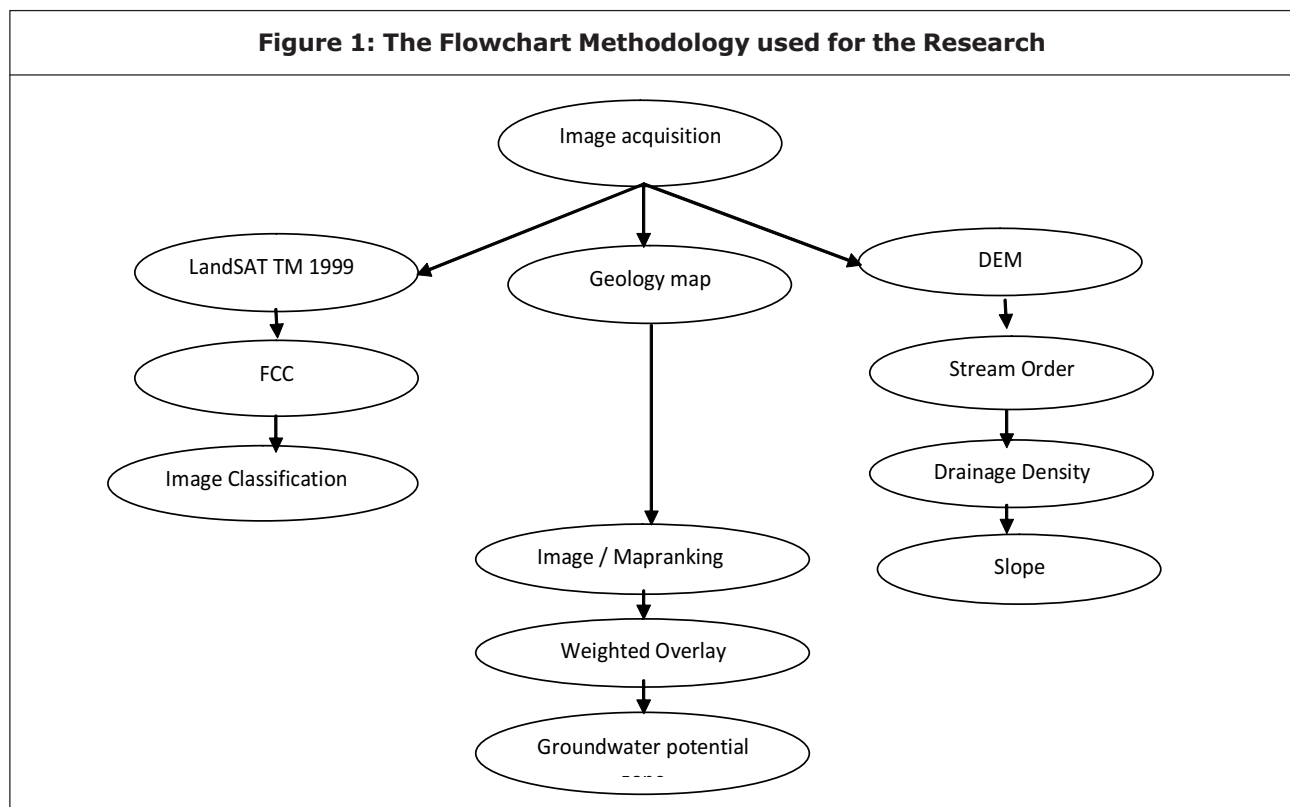 Figure 1: The Flowchart Methodology used for the Research
Image acquisition
LandSAT TM 1999
Geology map
DEM
FCC
Stream Order
Image Classification
Drainage Density
Image / Mapranking
Slope
Weighted Overlay
Groundwater potential